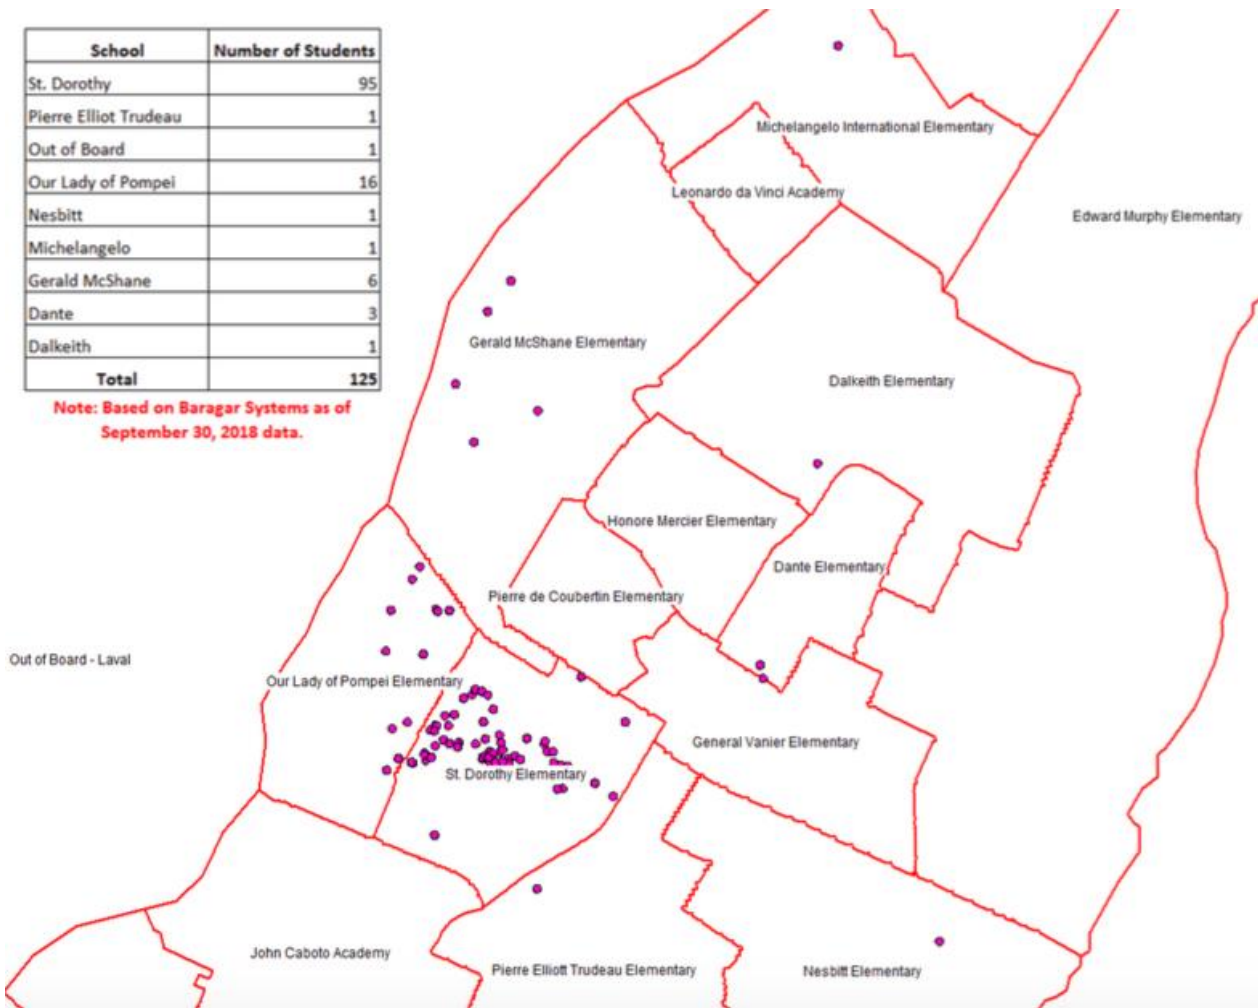 School Number of Students
St. Dorothy 95
Pierre Elliot Trudeau 1
Out of Board 1
Our Lady of Pompei 16
Nesbitt 1
Michelangelo 1
Gerald McShane 6
Dante 3
Dalkeith 1
Total 125
Note: Based on Baragar Systems as of
September 30, 2018 data.
Michelangelo International Elementary
Leonardo da Vinci Academy
Edward Murphy Elementary
Gerald McShane Elementary
Dalkeith Elementary
Honore Mercier Elementary
Dante Elementary
Pierre de Coubertin Elementary
Out of Board - Laval
Our Lady of Pompei Elementary
General Vanier Elementary
St. Dorothy Elementary
John Caboto Academy
Pierre Elliott Trudeau Elementary
Nesbitt Elementary